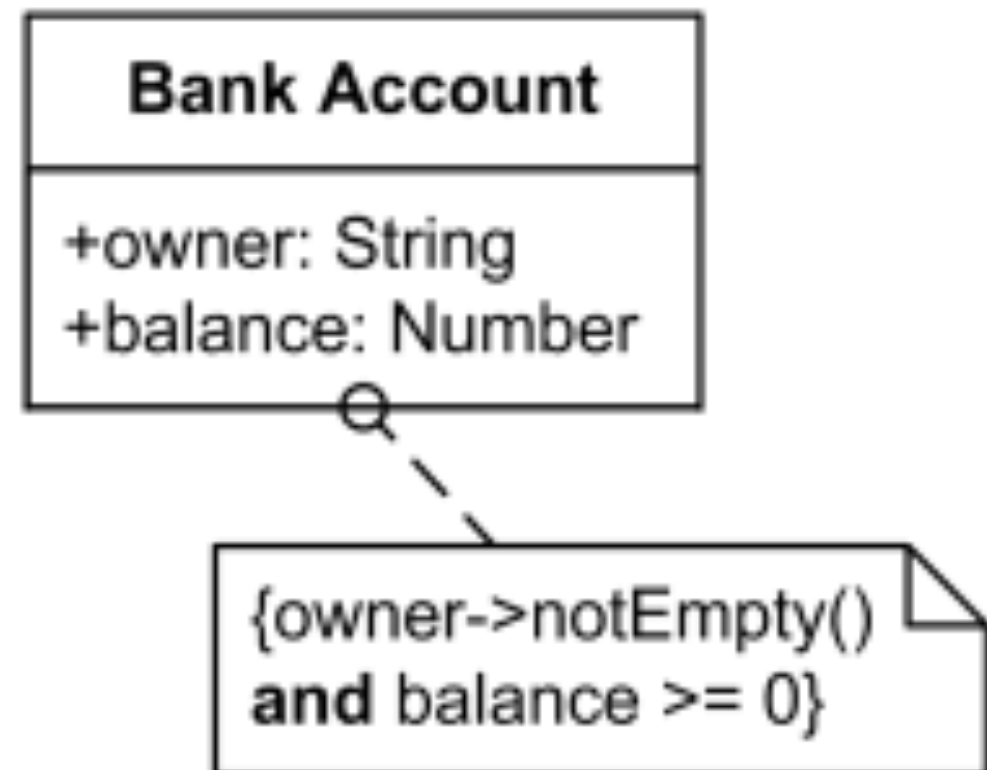 Bank Account
+owner: String
+balance: Number
{owner->notEmpty()
and balance >= 0}